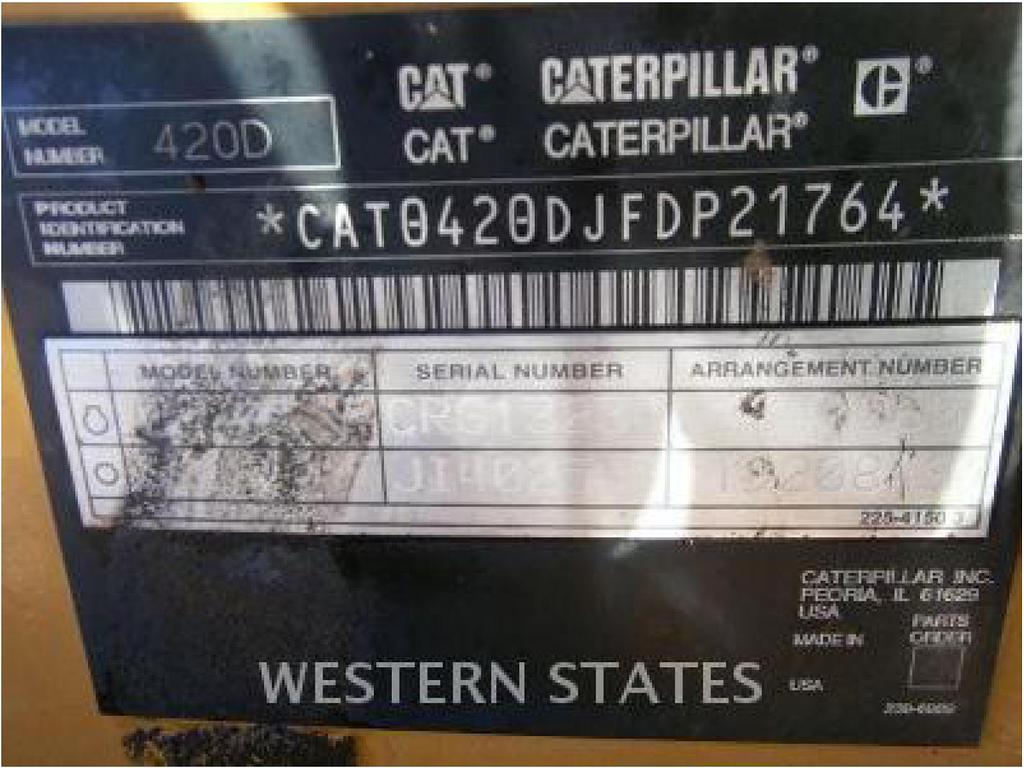 CAT® CATERPILLAR® ®
MODEL NUMBER 420D
CAT® CATERPILLAR®
PRODUCT IDENTIFICATION NUMBER *CAT0420DJFDP21764*
MODEL NUMBER SERIAL NUMBER ARRANGEMENT NUMBER
225-4150 3
CATERPILLAR INC.
PEORIA, IL 61629
USA
MADE IN
USA
PARTS
ORDER
WESTERN STATES